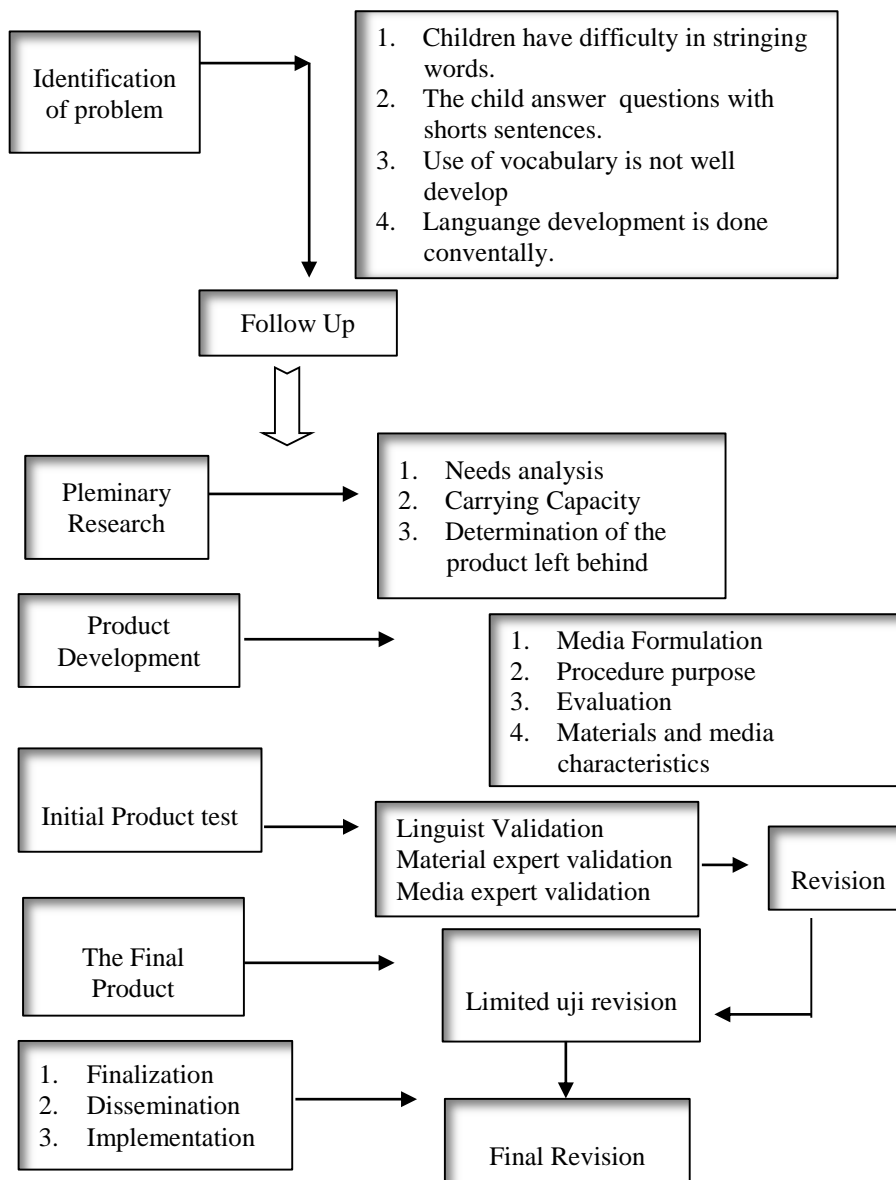 Identification
of problem
1. Children have difficulty in stringing
words.
2. The child answer questions with
shorts sentences.
3. Use of vocabulary is not well
develop
4. Languange development is done
conventally.
Follow Up
Pleminary
Research
1. Needs analysis
2. Carrying Capacity
3. Determination of the
product left behind
Product
Development
1. Media Formulation
2. Procedure purpose
3. Evaluation
4. Materials and media
characteristics
Initial Product test
Linguist Validation
Material expert validation
Media expert validation
Revision
The Final
Product
Limited uji revision
1. Finalization
2. Dissemination
3. Implementation
Final Revision